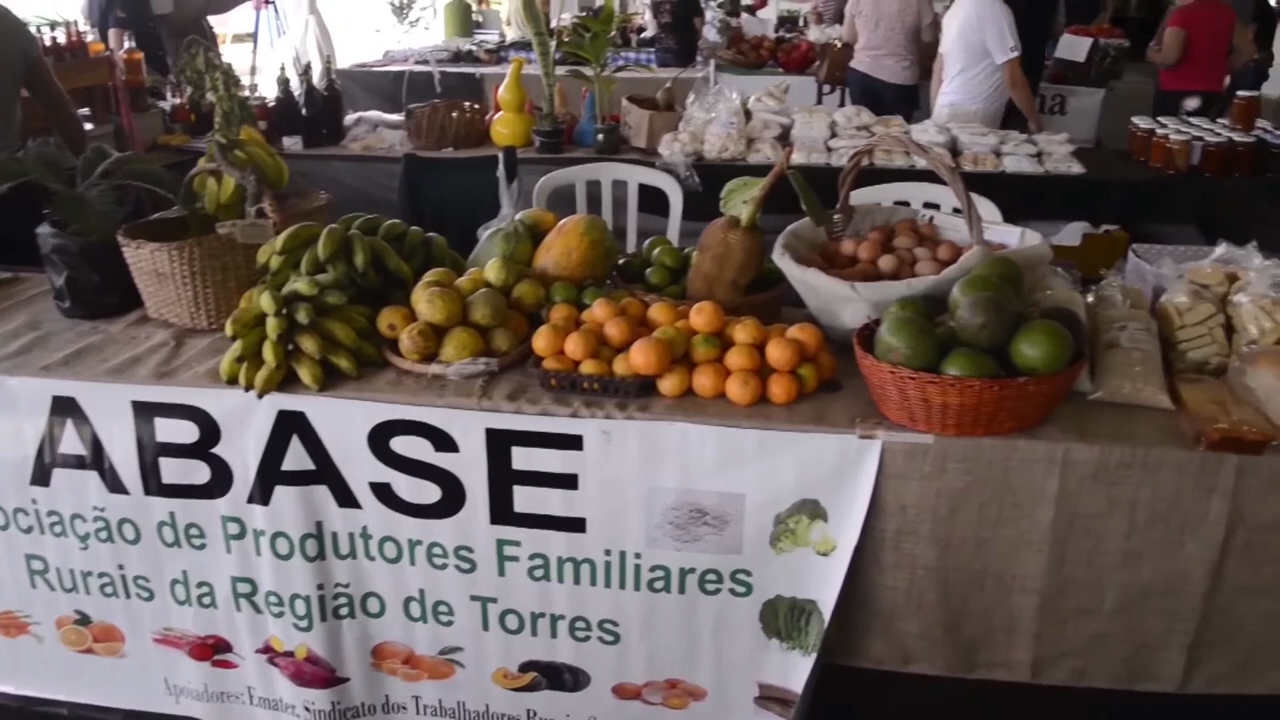 ABASE
ociação de Produtores Familiares
Rurais da Região de Torres
Apoiadores: Emater, Sindicato dos Trabalhadores